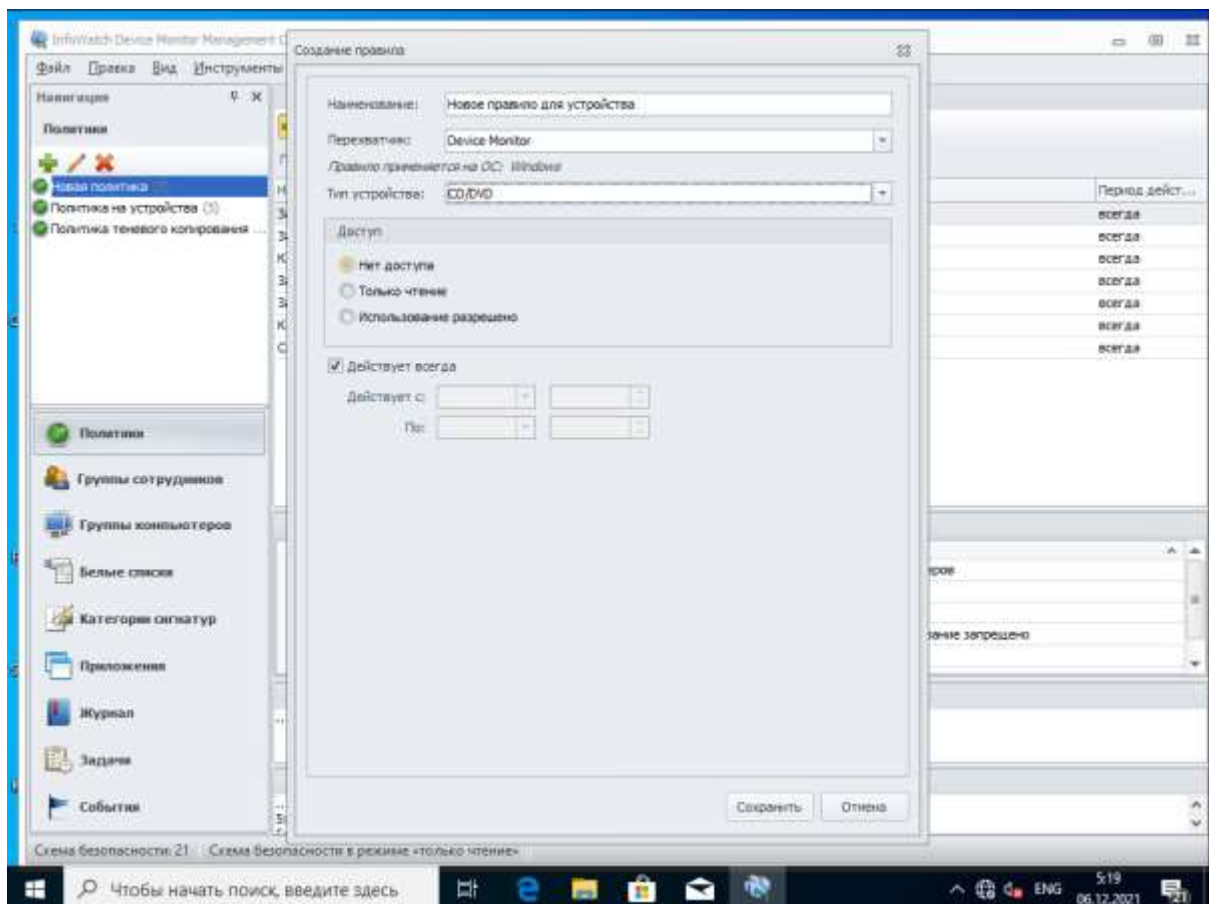 InfoWatch Device Monitor Management C
Файл Правка Вид Инструменты
Навигация
Политики
Новая политика
Политика на устройства (3)
Политика теневого копирования ...
Политики
Группы сотрудников
Группы компьютеров
Белые списки
Категории сигнатур
Приложения
Журнал
Задачи
События
Создание правила
Наименование: Новое правило для устройства
Перехватчик: Device Monitor
Правило применяется на ОС: Windows
Тип устройства: CD/DVD
Доступ
Нет доступа
Только чтение
Использование разрешено
Действует всегда
Действует с:
По:
Сохранить Отмена
Период дейст...
всегда
всегда
всегда
всегда
всегда
всегда
всегда
еров
ание запрещено
Схема безопасности: 21 Схема безопасности в режиме «только чтение»
Чтобы начать поиск, введите здесь
ENG
5:19
06.12.2021
21